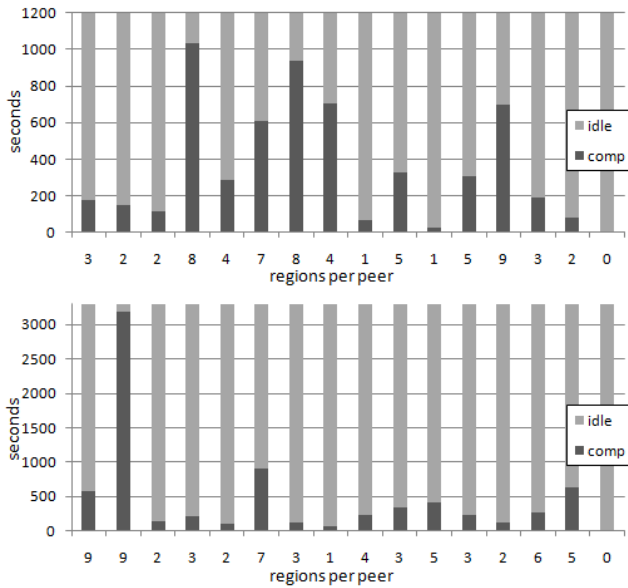 1200
1000
800
600
400
200
0
seconds
idle
comp
3 2 2 8 4 7 8 4 1 5 1 5 9 3 2 0
regions per peer
3000
2500
2000
1500
1000
500
0
seconds
idle
comp
9 9 2 3 2 7 3 1 4 3 5 3 2 6 5 0
regions per peer